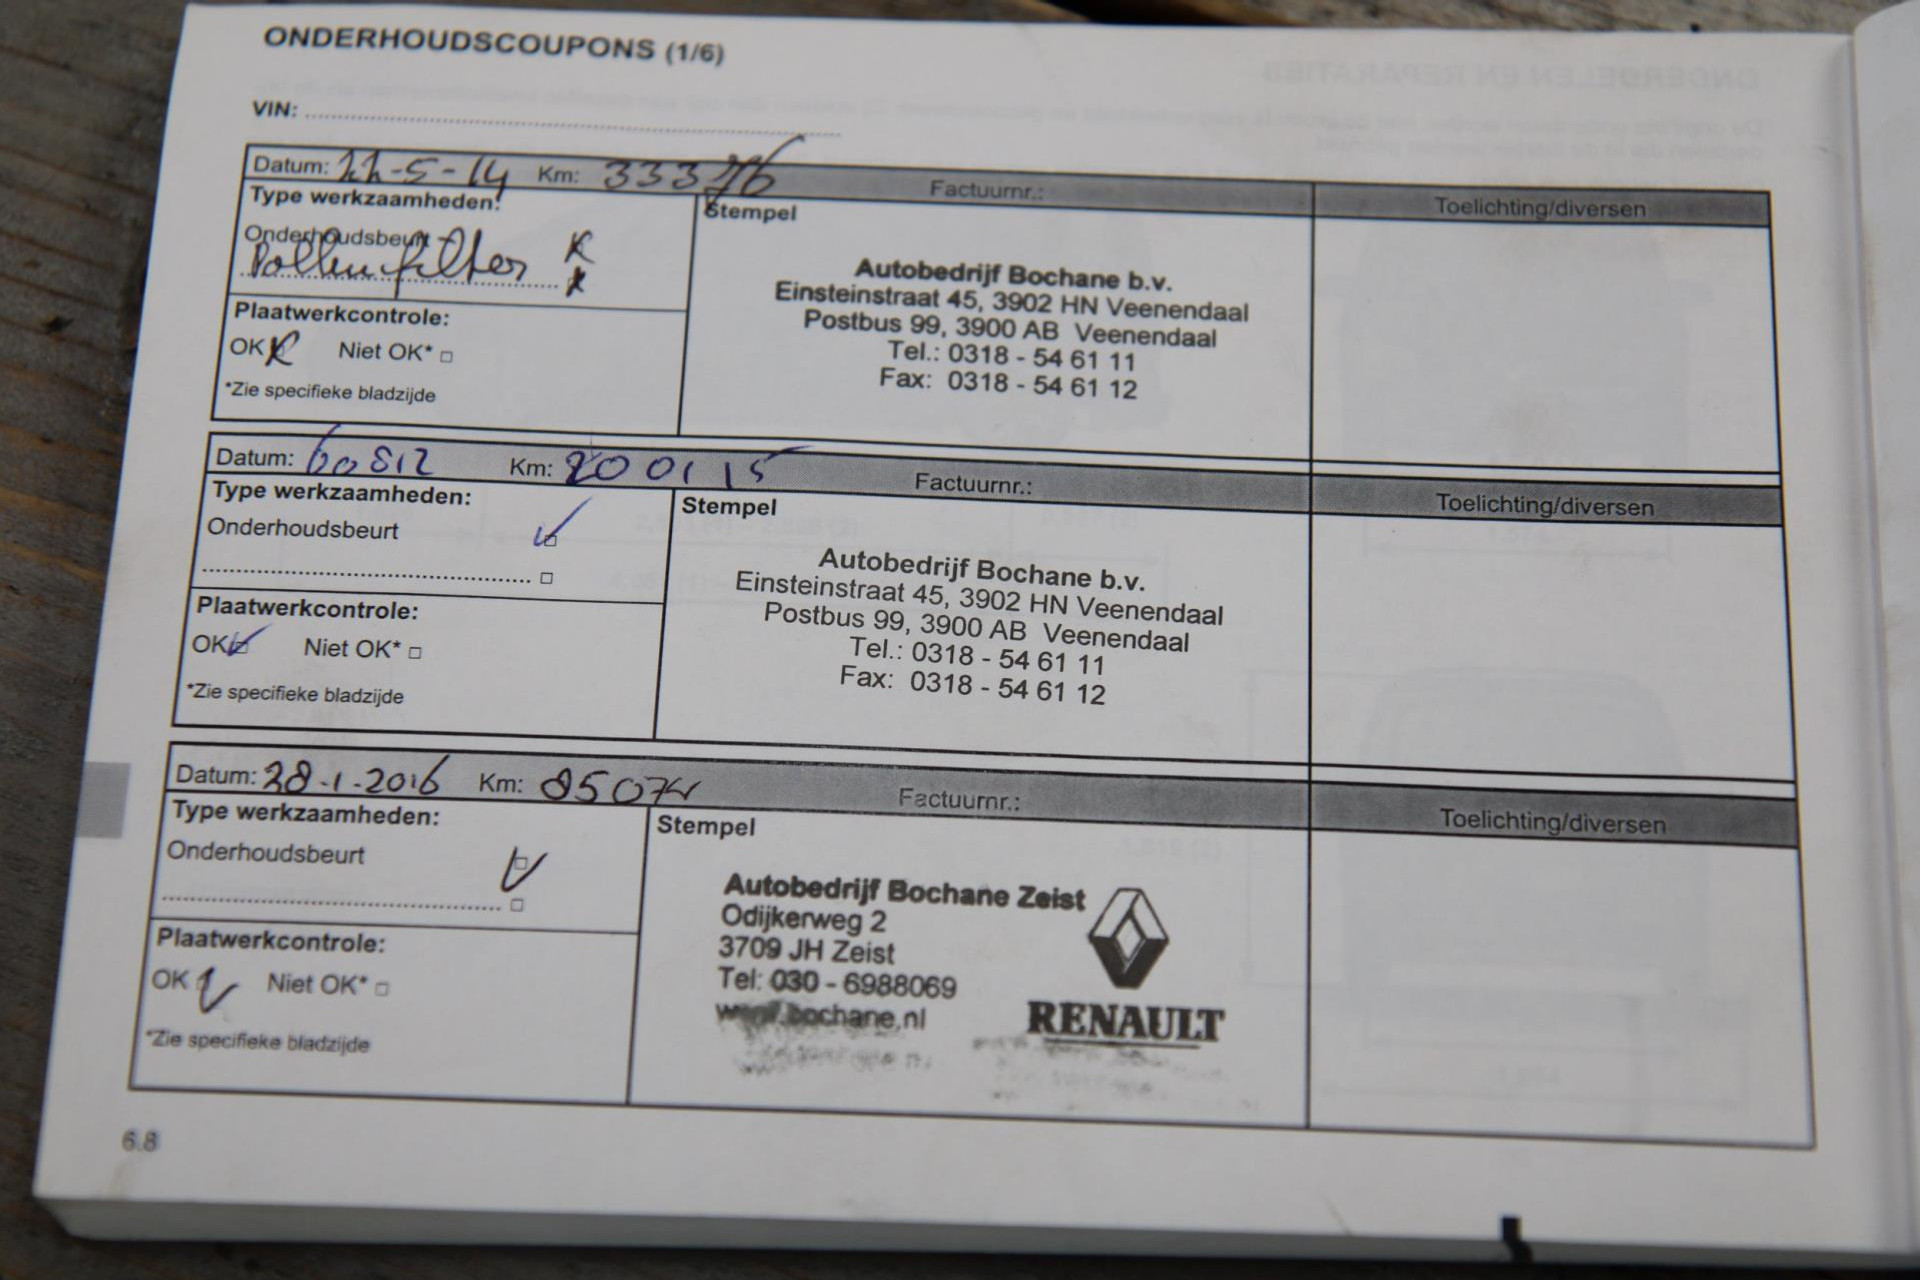 ONDERHOUDSCOUPONS (1/6)
VIN:
Datum: 22-5-14 Km: 33376 Factuurnr.: Toelichting/diversen
Type werkzaamheden: Stempel
Onderhoudsbeurt
Pollenfilter
Plaatwerkcontrole:
OK Niet OK*
*Zie specifieke bladzijde
Autobedrijf Bochane b.v.
Einsteinstraat 45, 3902 HN Veenendaal
Postbus 99, 3900 AB Veenendaal
Tel.: 0318 - 54 61 11
Fax: 0318 - 54 61 12
Datum: Km: Factuurnr.: Toelichting/diversen
Type werkzaamheden: Stempel
Onderhoudsbeurt
Plaatwerkcontrole:
OK Niet OK*
*Zie specifieke bladzijde
Autobedrijf Bochane b.v.
Einsteinstraat 45, 3902 HN Veenendaal
Postbus 99, 3900 AB Veenendaal
Tel.: 0318 - 54 61 11
Fax: 0318 - 54 61 12
Datum: 28-1-2016 Km: Factuurnr.: Toelichting/diversen
Type werkzaamheden: Stempel
Onderhoudsbeurt
Plaatwerkcontrole:
OK Niet OK*
*Zie specifieke bladzijde
Autobedrijf Bochane Zeist
Odijkerweg 2
3709 JH Zeist
Tel: 030 - 6988069
www.bochane.nl
RENAULT
6.8